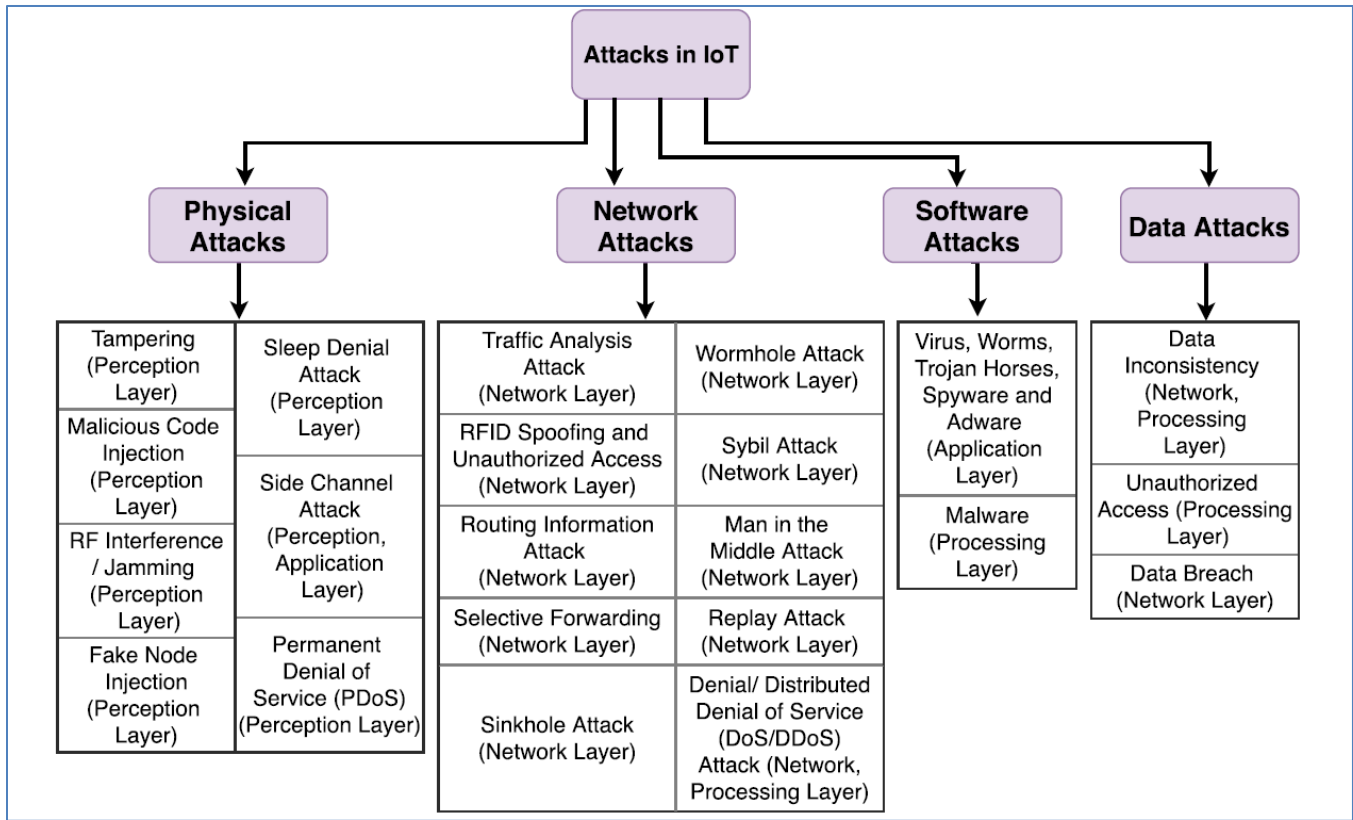 Attacks in IoT
Physical
Attacks
Network
Attacks
Software
Attacks
Data Attacks
Tampering
(Perception
Layer)
Malicious Code
Injection
(Perception
Layer)
RF Interference
/ Jamming
(Perception
Layer)
Fake Node
Injection
(Perception
Layer)
Sleep Denial
Attack
(Perception
Layer)
Side Channel
Attack
(Perception,
Application
Layer)
Permanent
Denial of
Service (PDoS)
(Perception Layer)
Traffic Analysis
Attack
(Network Layer)
RFID Spoofing and
Unauthorized Access
(Network Layer)
Routing Information
Attack
(Network Layer)
Selective Forwarding
(Network Layer)
Sinkhole Attack
(Network Layer)
Wormhole Attack
(Network Layer)
Sybil Attack
(Network Layer)
Man in the
Middle Attack
(Network Layer)
Replay Attack
(Network Layer)
Denial/ Distributed
Denial of Service
(DoS/DDoS)
Attack (Network,
Processing Layer)
Virus, Worms,
Trojan Horses,
Spyware and
Adware
(Application
Layer)
Malware
(Processing
Layer)
Data
Inconsistency
(Network,
Processing
Layer)
Unauthorized
Access (Processing
Layer)
Data Breach
(Network Layer)